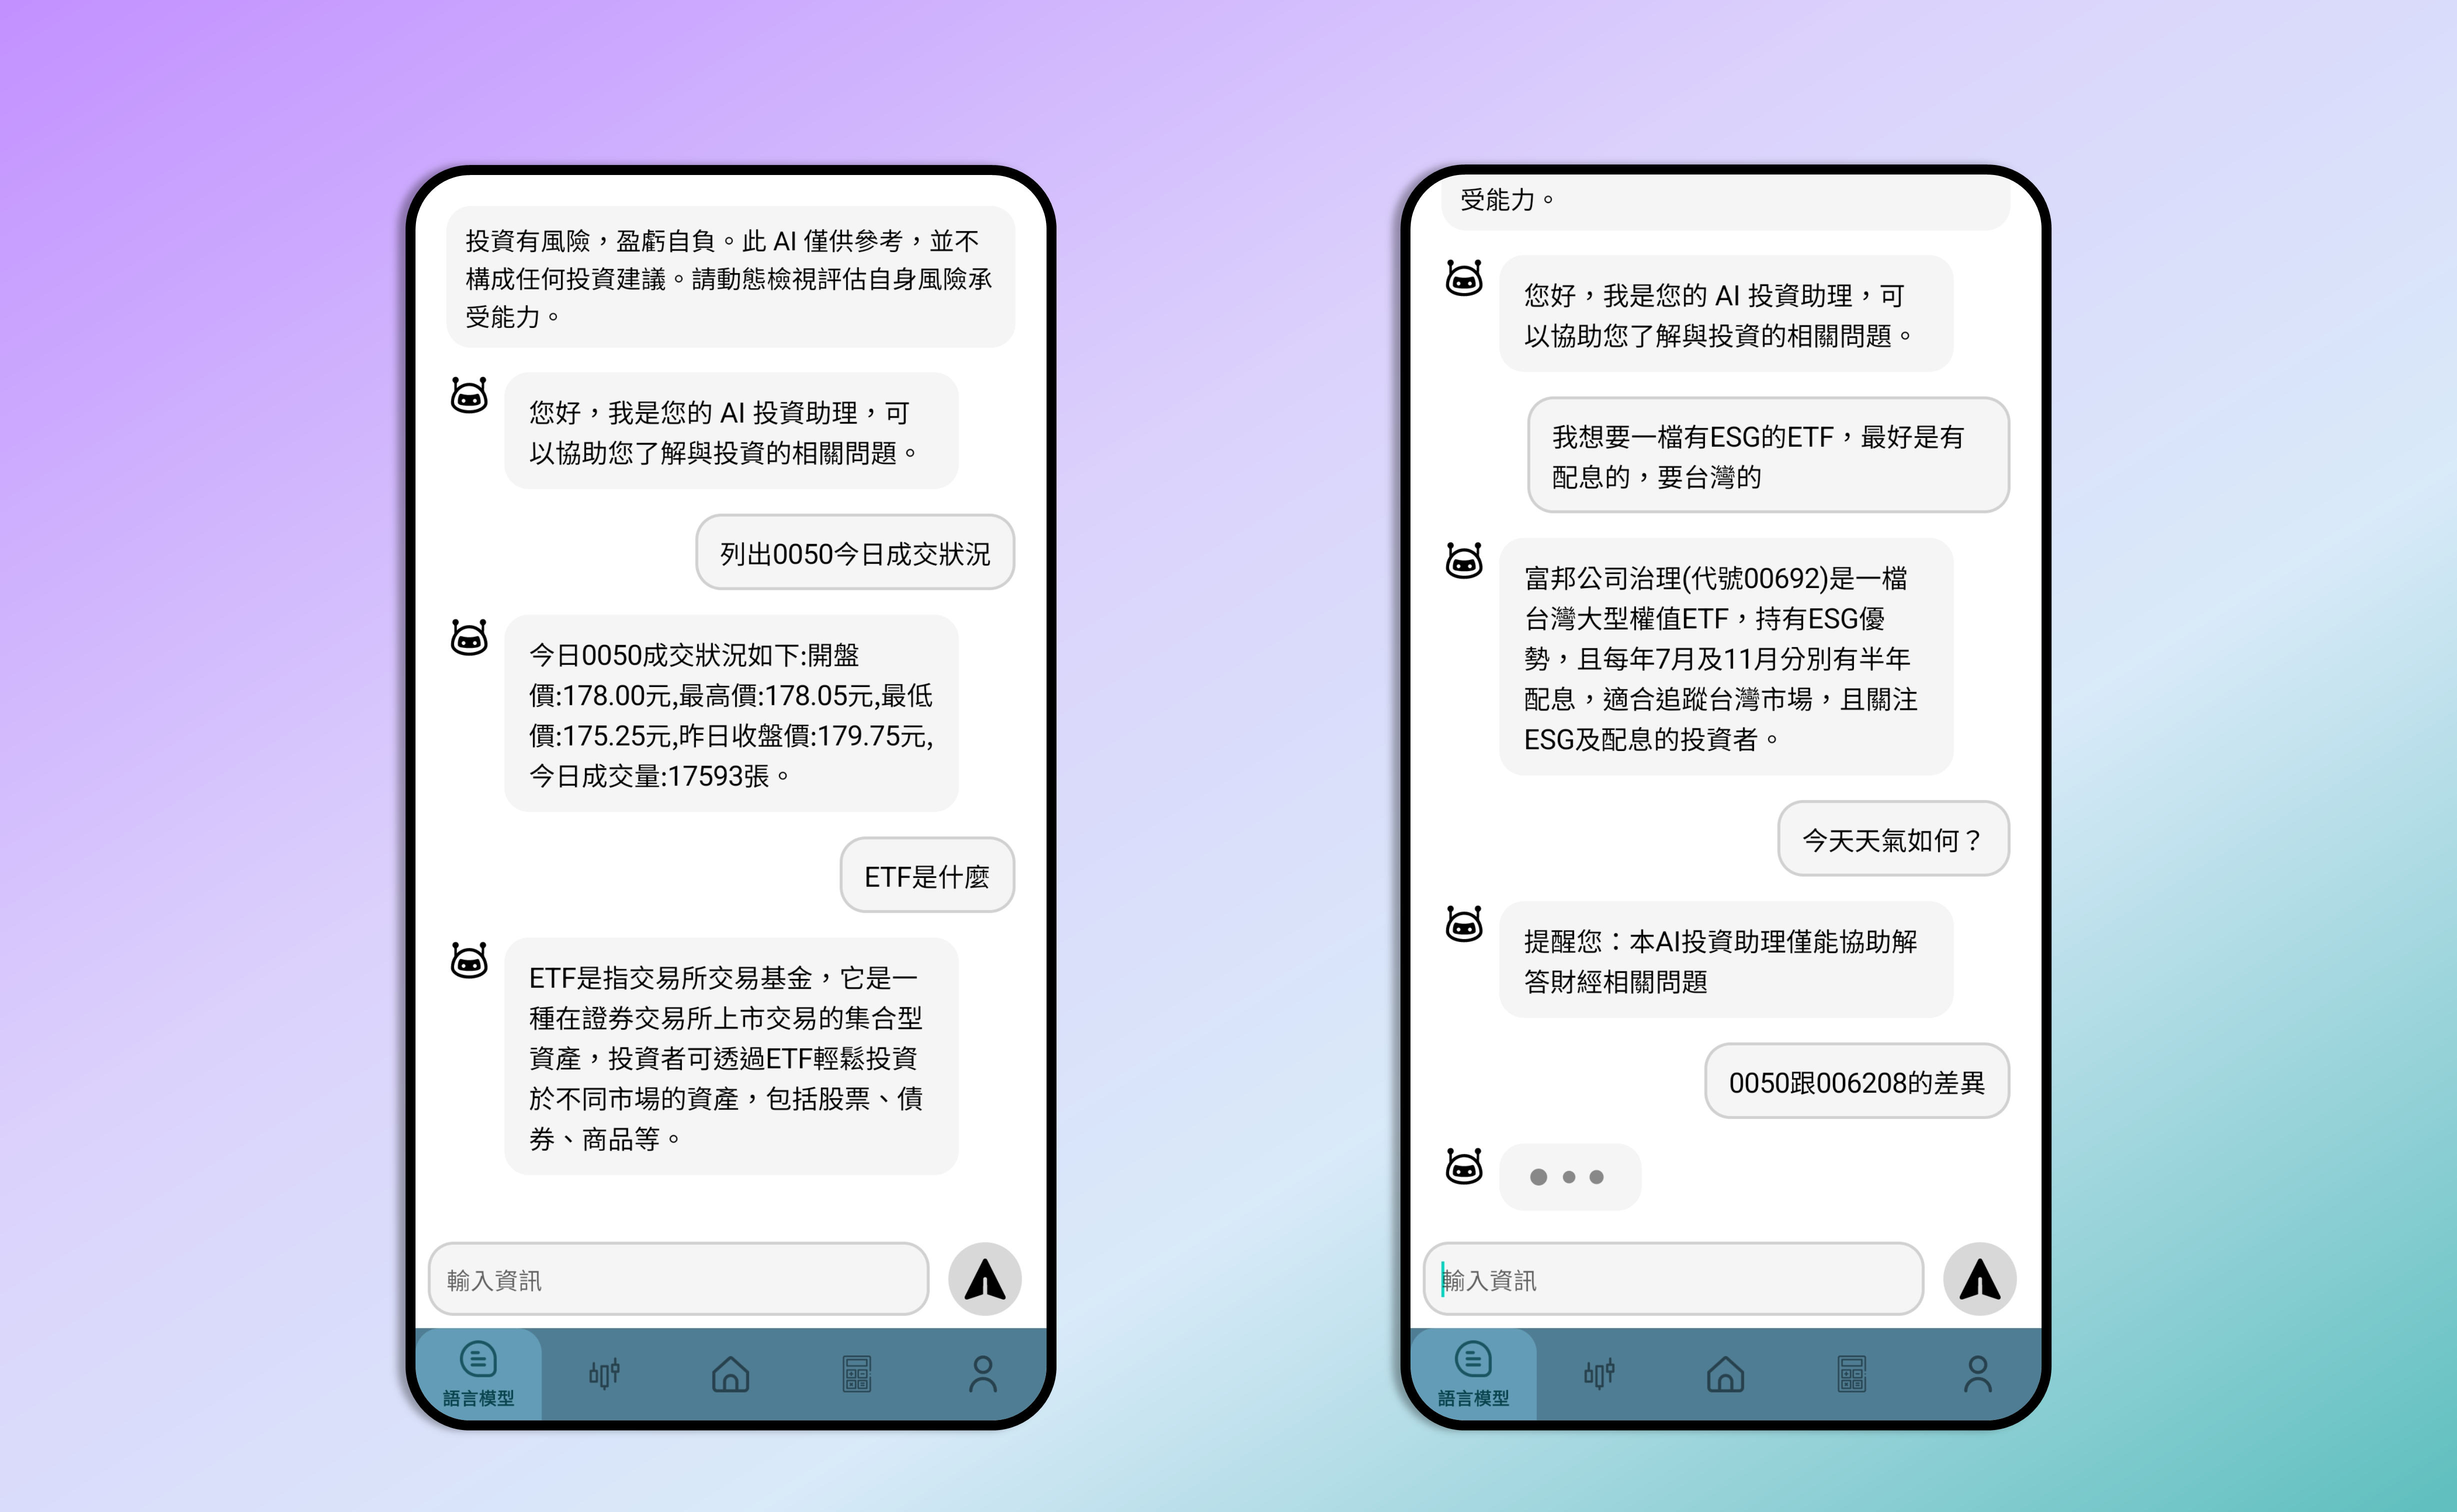 投資有風險，盈虧自負。此 AI 僅供參考，並不
構成任何投資建議。請動態檢視評估自身風險承
受能力。
您好，我是您的 AI 投資助理，可
以協助您了解與投資的相關問題。
列出0050今日成交狀況
今日0050成交狀況如下:開盤
價:178.00元,最高價:178.05元,最低
價:175.25元,昨日收盤價:179.75元,
今日成交量:17593張。
ETF是什麼
ETF是指交易所交易基金，它是一
種在證券交易所上市交易的集合型
資產，投資者可透過ETF輕鬆投資
於不同市場的資產，包括股票、債
券、商品等。
輸入資訊
語言模型
受能力。
您好，我是您的 AI 投資助理，可
以協助您了解與投資的相關問題。
我想要一檔有ESG的ETF，最好是有
配息的，要台灣的
富邦公司治理(代號00692)是一檔
台灣大型權值ETF，持有ESG優
勢，且每年7月及11月分別有半年
配息，適合追蹤台灣市場，且關注
ESG及配息的投資者。
今天天氣如何？
提醒您：本AI投資助理僅能協助解
答財經相關問題
0050跟006208的差異
輸入資訊
語言模型